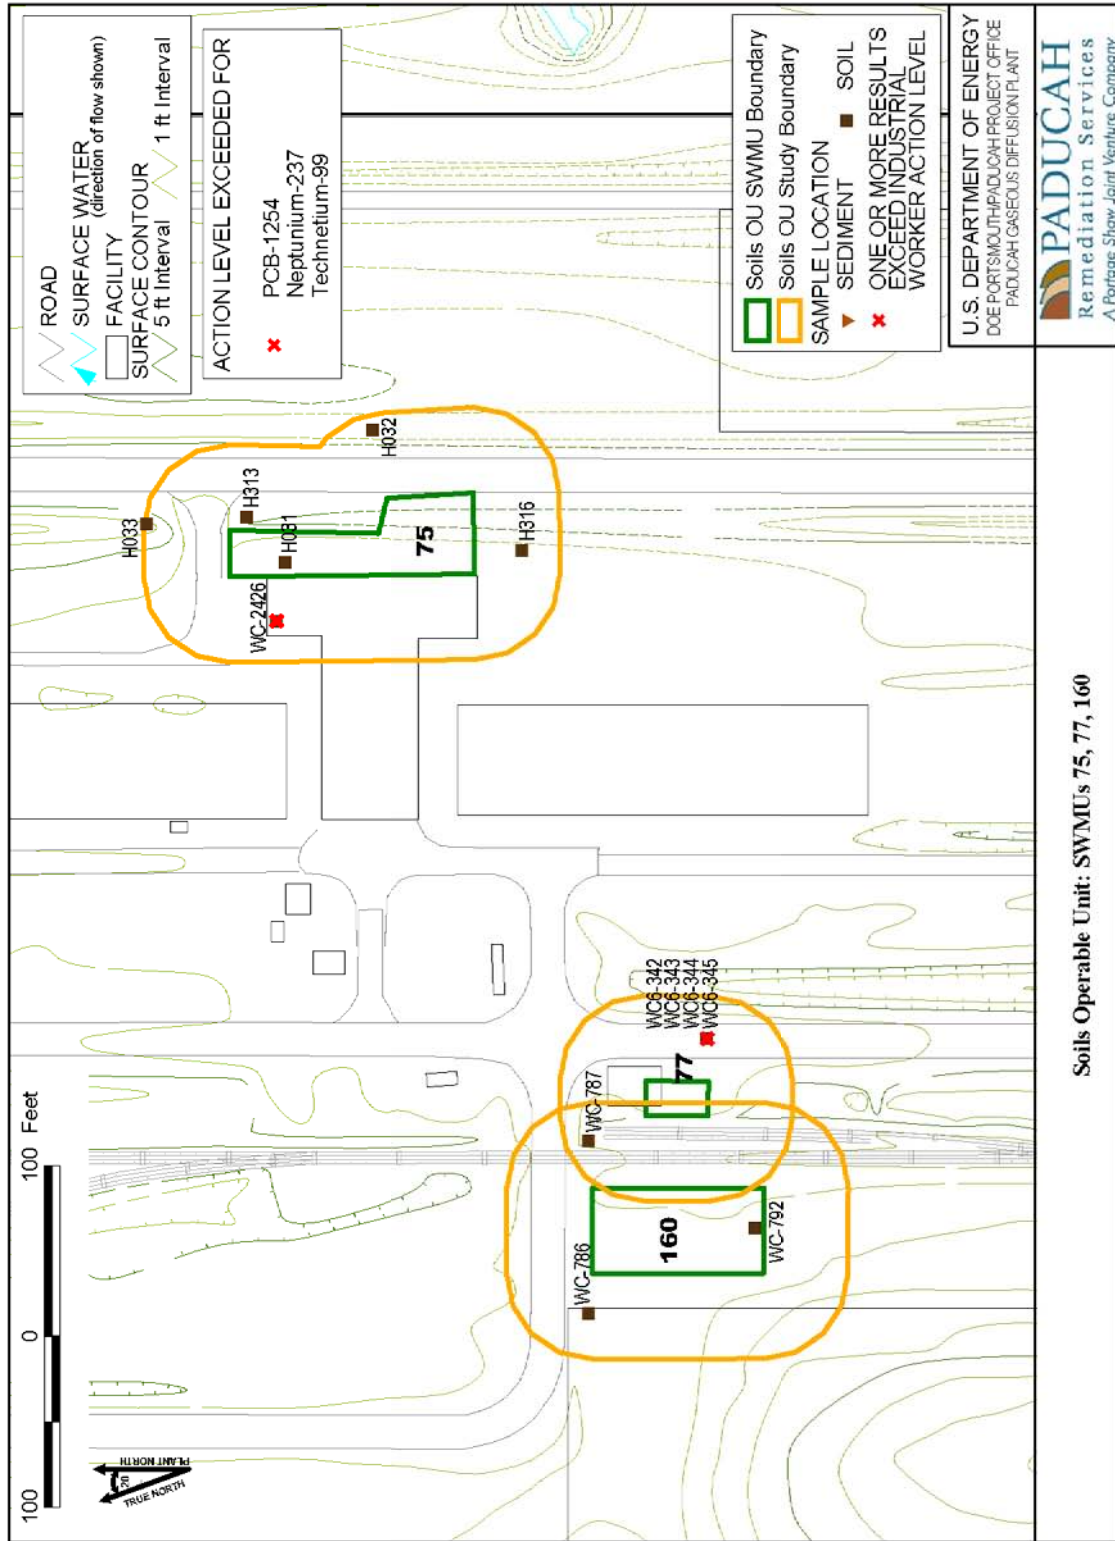 ROAD
SURFACE WATER
(direction of flow shown)
FACILITY
SURFACE CONTOUR
5 ft Interval 1 ft Interval
ACTION LEVEL EXCEEDED FOR
PCB-1254
Neptunium-237
Technetium-99
H033
H313
H031
H032
WC-2426
75
H316
100 0 100 Feet
TRUE NORTH
20
PLANT NORTH
WC-786
WC-787
160
WC-792
77
WC6-342
WC6-343
WC6-344
WC6-345
Soils OU SWMU Boundary
Soils OU Study Boundary
SAMPLE LOCATION
SEDIMENT SOIL
ONE OR MORE RESULTS
EXCEED INDUSTRIAL
WORKER ACTION LEVEL
U.S. DEPARTMENT OF ENERGY
DOE PORTSMOUTH/PADUCAH PROJECT OFFICE
PADUCAH GASEOUS DIFFUSION PLANT
PADUCAH
Remediation Services
A Portage Shaw Joint Venture Company
Soils Operable Unit: SWMUs 75, 77, 160